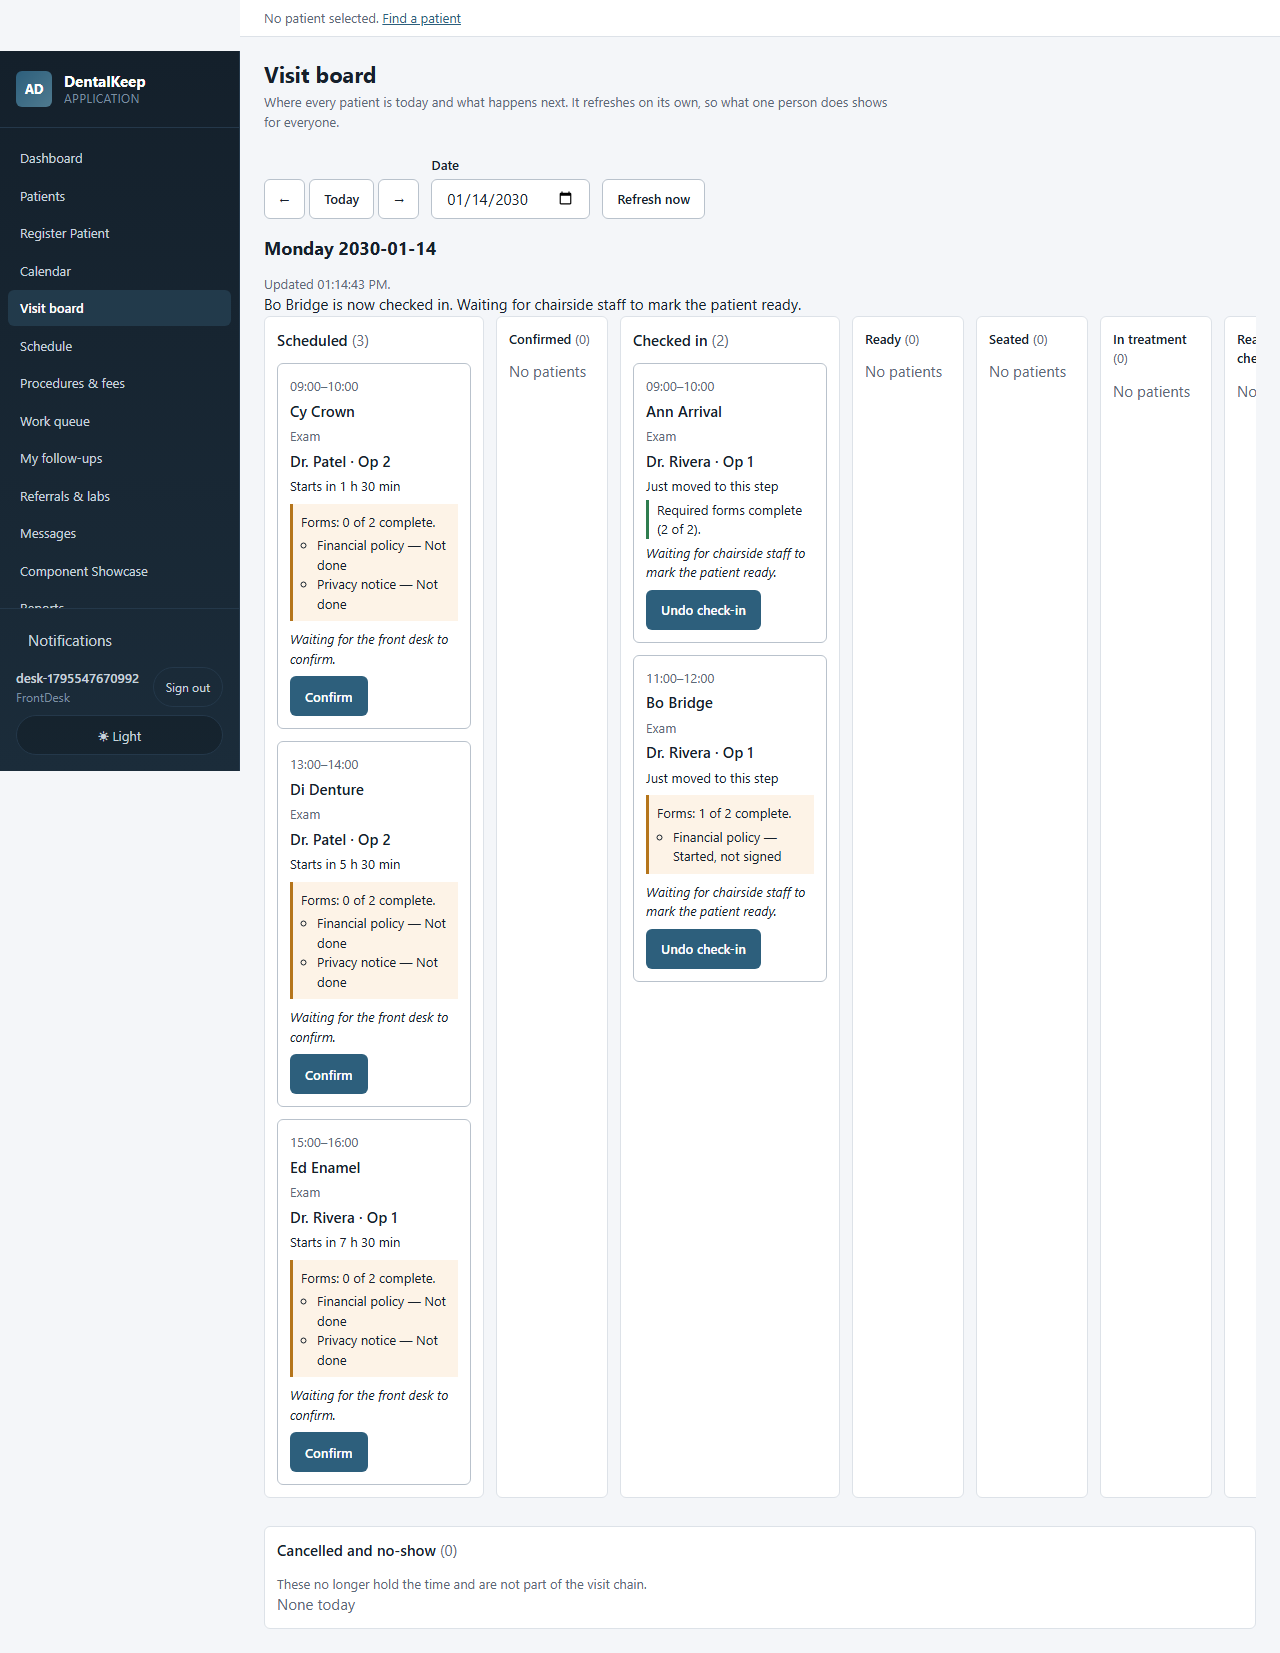 No patient selected. Find a patient
AD
DentalKeep
APPLICATION
Dashboard
Patients
Register Patient
Calendar
Visit board
Schedule
Procedures & fees
Work queue
My follow-ups
Referrals & labs
Messages
Component Showcase
Reports
Notifications
desk-1795547670992
FrontDesk
Sign out
☀ Light
Visit board
Where every patient is today and what happens next. It refreshes on its own, so what one person does shows
for everyone.
Date
←
Today
→
01/14/2030
Refresh now
Monday 2030-01-14
Updated 01:14:43 PM.
Bo Bridge is now checked in. Waiting for chairside staff to mark the patient ready.
Scheduled (3)
09:00–10:00
Cy Crown
Exam
Dr. Patel · Op 2
Starts in 1 h 30 min
Forms: 0 of 2 complete.
Financial policy — Not
done
Privacy notice — Not
done
Waiting for the front desk to
confirm.
Confirm
13:00–14:00
Di Denture
Exam
Dr. Patel · Op 2
Starts in 5 h 30 min
Forms: 0 of 2 complete.
Financial policy — Not
done
Privacy notice — Not
done
Waiting for the front desk to
confirm.
Confirm
15:00–16:00
Ed Enamel
Exam
Dr. Rivera · Op 1
Starts in 7 h 30 min
Forms: 0 of 2 complete.
Financial policy — Not
done
Privacy notice — Not
done
Waiting for the front desk to
confirm.
Confirm
Confirmed (0)
No patients
Checked in (2)
09:00–10:00
Ann Arrival
Exam
Dr. Rivera · Op 1
Just moved to this step
Required forms complete
(2 of 2).
Waiting for chairside staff to
mark the patient ready.
Undo check-in
11:00–12:00
Bo Bridge
Exam
Dr. Rivera · Op 1
Just moved to this step
Forms: 1 of 2 complete.
Financial policy —
Started, not signed
Waiting for chairside staff to
mark the patient ready.
Undo check-in
Ready (0)
No patients
Seated (0)
No patients
In treatment
(0)
No patients
Rea
che
No
Cancelled and no-show (0)
These no longer hold the time and are not part of the visit chain.
None today